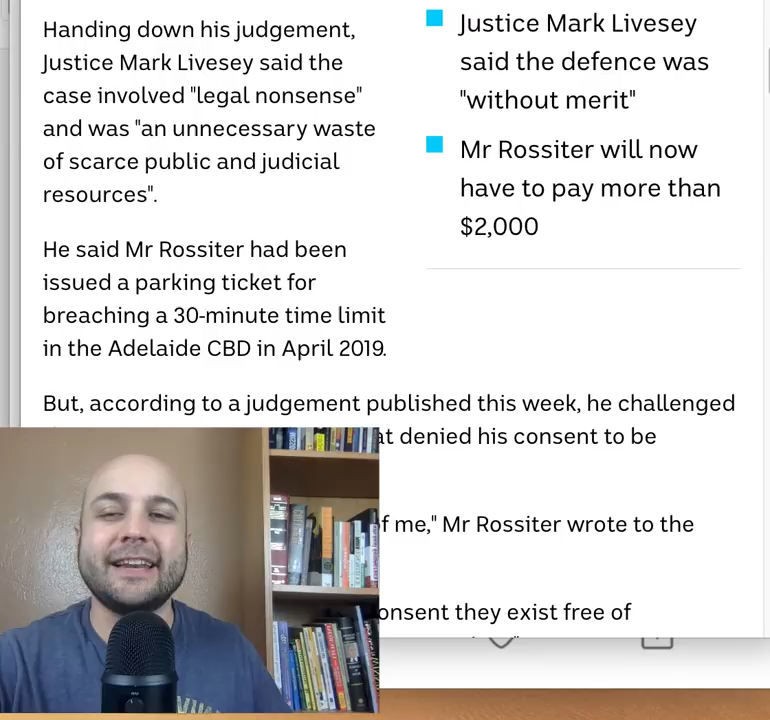 Handing down his judgement,
Justice Mark Livesey said the
case involved "legal nonsense"
and was "an unnecessary waste
of scarce public and judicial
resources".
He said Mr Rossiter had been
issued a parking ticket for
breaching a 30-minute time limit
in the Adelaide CBD in April 2019.
Justice Mark Livesey
said the defence was
"without merit"
Mr Rossiter will now
have to pay more than
$2,000
But, according to a judgement published this week, he challenged
denied his consent to be
of me," Mr Rossiter wrote to the
consent they exist free of